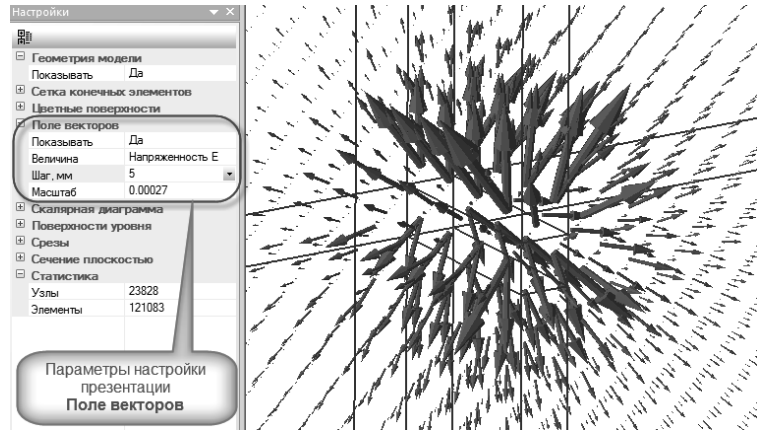 Настройки
Геометрия модели
Показывать Да
Сетка конечных элементов
Цветные поверхности
Поле векторов
Показывать Да
Величина Напряженность E
Шаг, мм 5
Масштаб 0.00027
Скалярная диаграмма
Поверхности уровня
Срезы
Сечение плоскостью
Статистика
Узлы 23828
Элементы 121083
Параметры настройки
презентации
Поле векторов